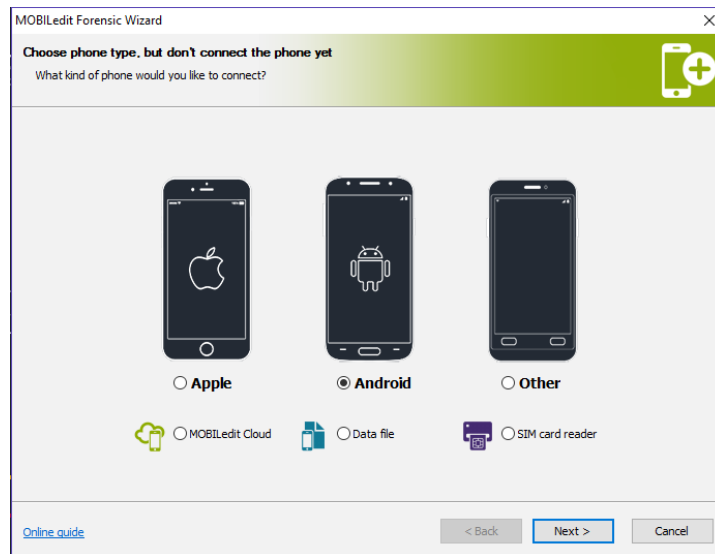 MOBILedit Forensic Wizard
Choose phone type, but don't connect the phone yet
What kind of phone would you like to connect?
Apple
Android
Other
MOBILedit Cloud
Data file
SIM card reader
Online guide
< Back
Next >
Cancel